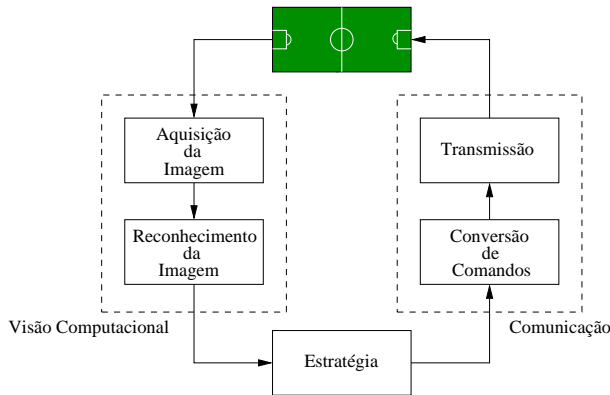 Aquisição
da
Imagem
Reconhecimento
da
Imagem
Visão Computacional
Estratégia
Transmissão
Conversão
de
Comandos
Comunicação